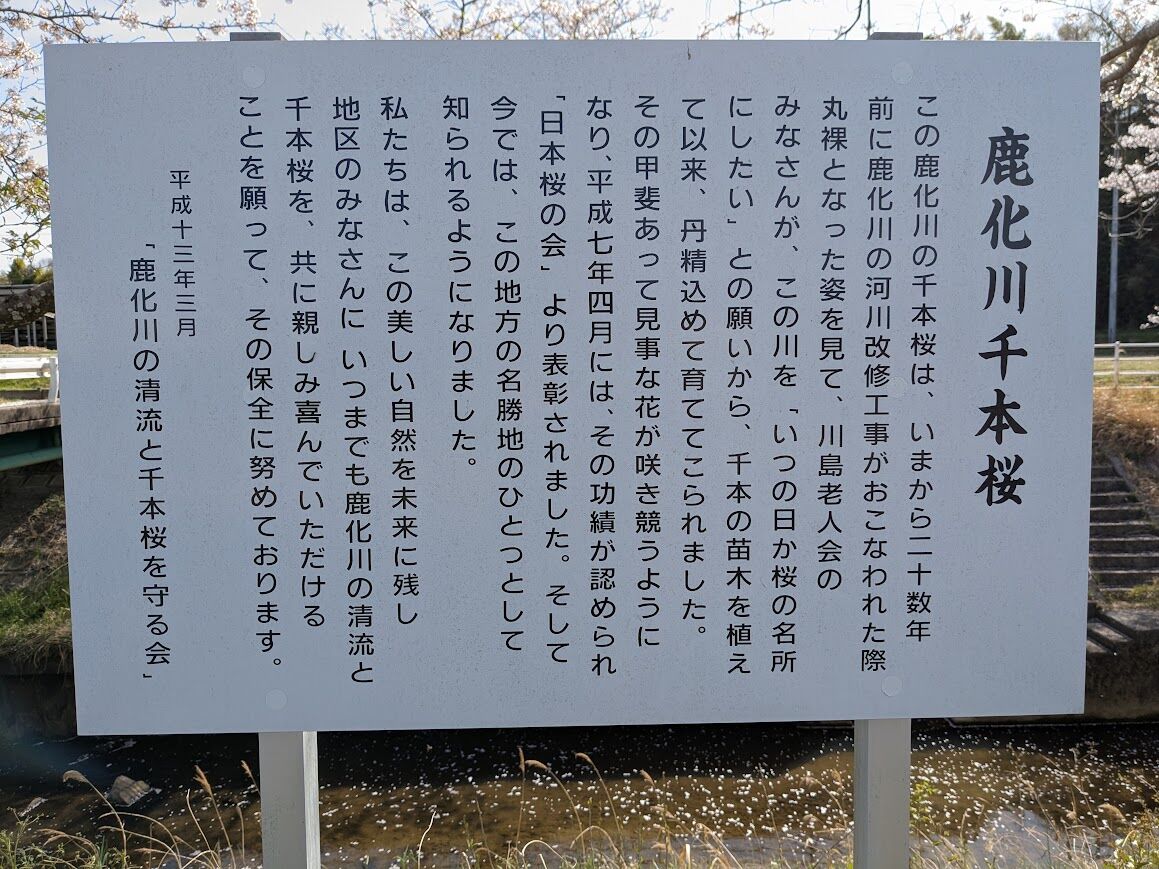 鹿化川千本桜
この鹿化川の千本桜は、いまから二十数年
前に鹿化川の河川改修工事がおこなわれた際
丸裸となった姿を見て、川島老人会の
みなさんが、この川を「いつの日か桜の名所
にしたい」との願いから、千本の苗木を植え
て以来、丹精込めて育ててこられました。
その甲斐あって見事な花が咲き競うように
なり、平成七年四月には、その功績が認められ
「日本桜の会」より表彰されました。そして
今では、この地方の名勝地のひとつとして
知られるようになりました。
私たちは、この美しい自然を未来に残し
地区のみなさんに いつまでも鹿化川の清流と
千本桜を、共に親しみ喜んでいただける
ことを願って、その保全に努めております。
平成十三年三月
「鹿化川の清流と千本桜を守る会」